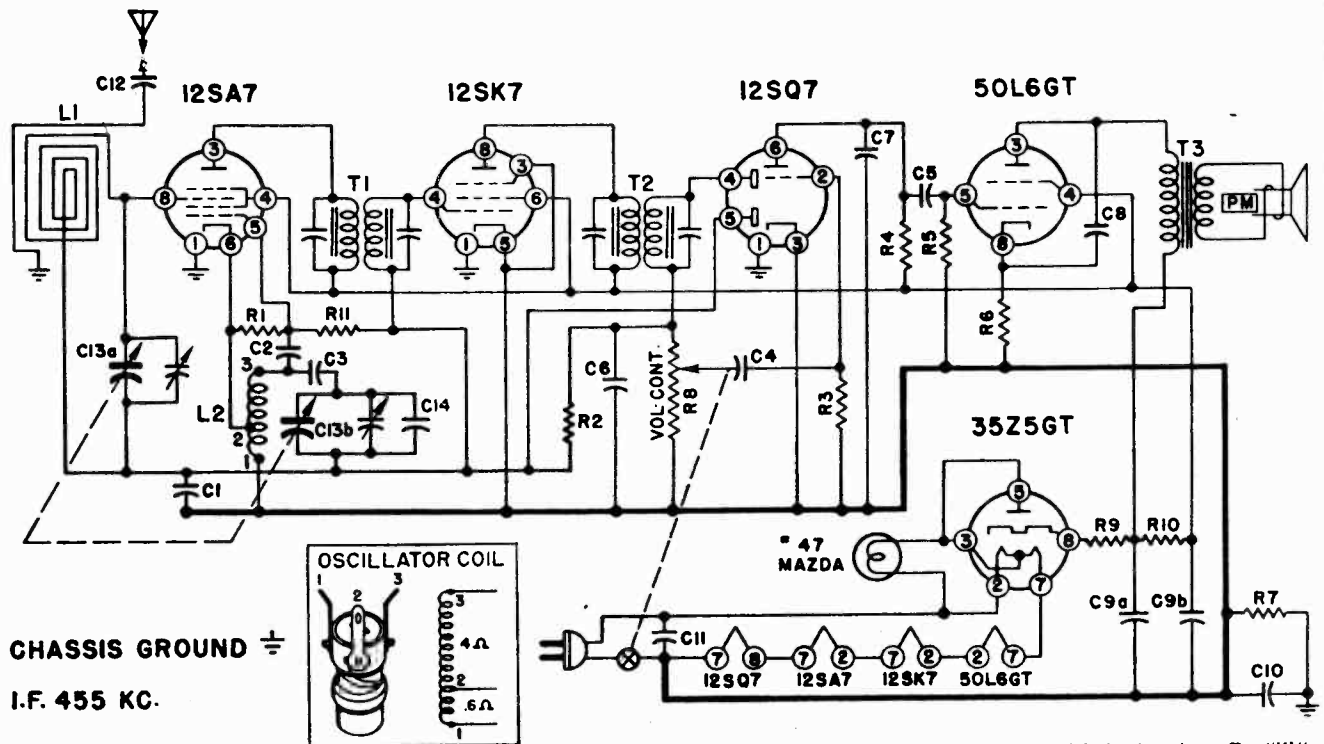 C12
12SA7
12SK7
12SQ7
50L6GT
L1
3
8
4
5
1
6
T1
8
3
4
6
1
5
T2
6
4
2
5
1
3
C7
C5
3
5
4
8
C8
T3
PM
R4
R5
R6
R1
R11
C2
C3
C13a
3
L2
2
1
C13b
C14
C1
R2
C6
VOL. CONT.
R8
C4
R3
35Z5GT
5
3
8
2
7
R9
R10
# 47
MAZDA
C9a
C9b
R7
C10
C11
7
8
7
2
7
2
2
7
12SQ7
12SA7
12SK7
50L6GT
OSCILLATOR COIL
1
2
3
3
4Ω
2
.6Ω
1
CHASSIS GROUND
I.F. 455 KC.